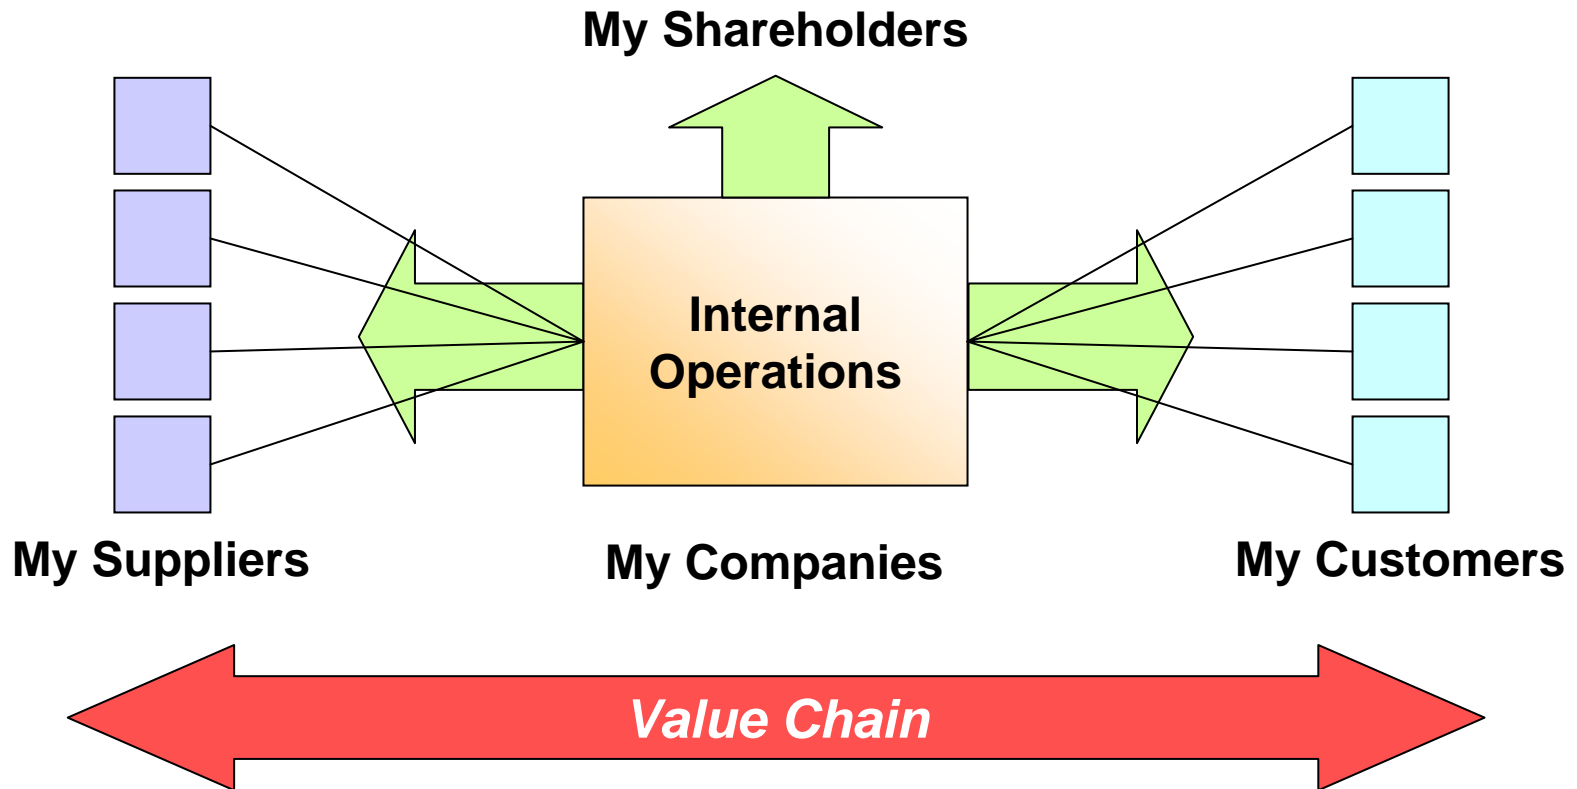 My Shareholders
Internal
Operations
My Suppliers
My Companies
My Customers
Value Chain